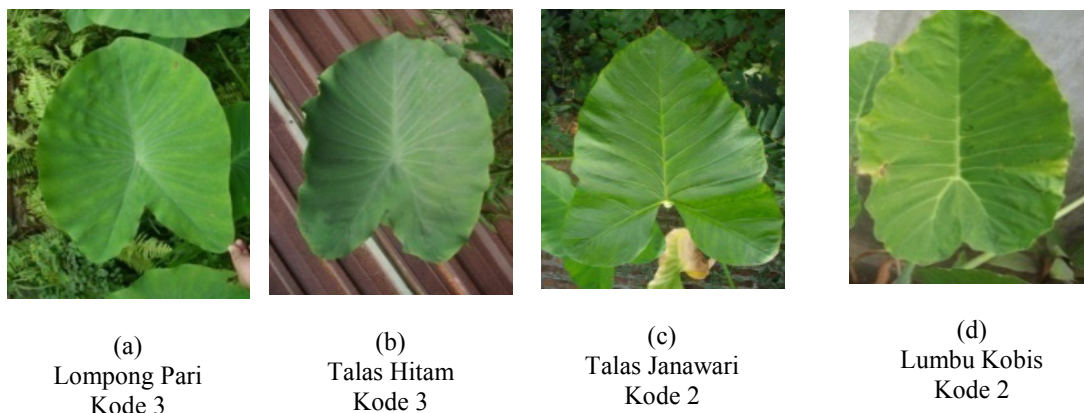 (a)
Lompong Pari
Kode 3
(b)
Talas Hitam
Kode 3
(c)
Talas Janawari
Kode 2
(d)
Lumbu Kobis
Kode 2